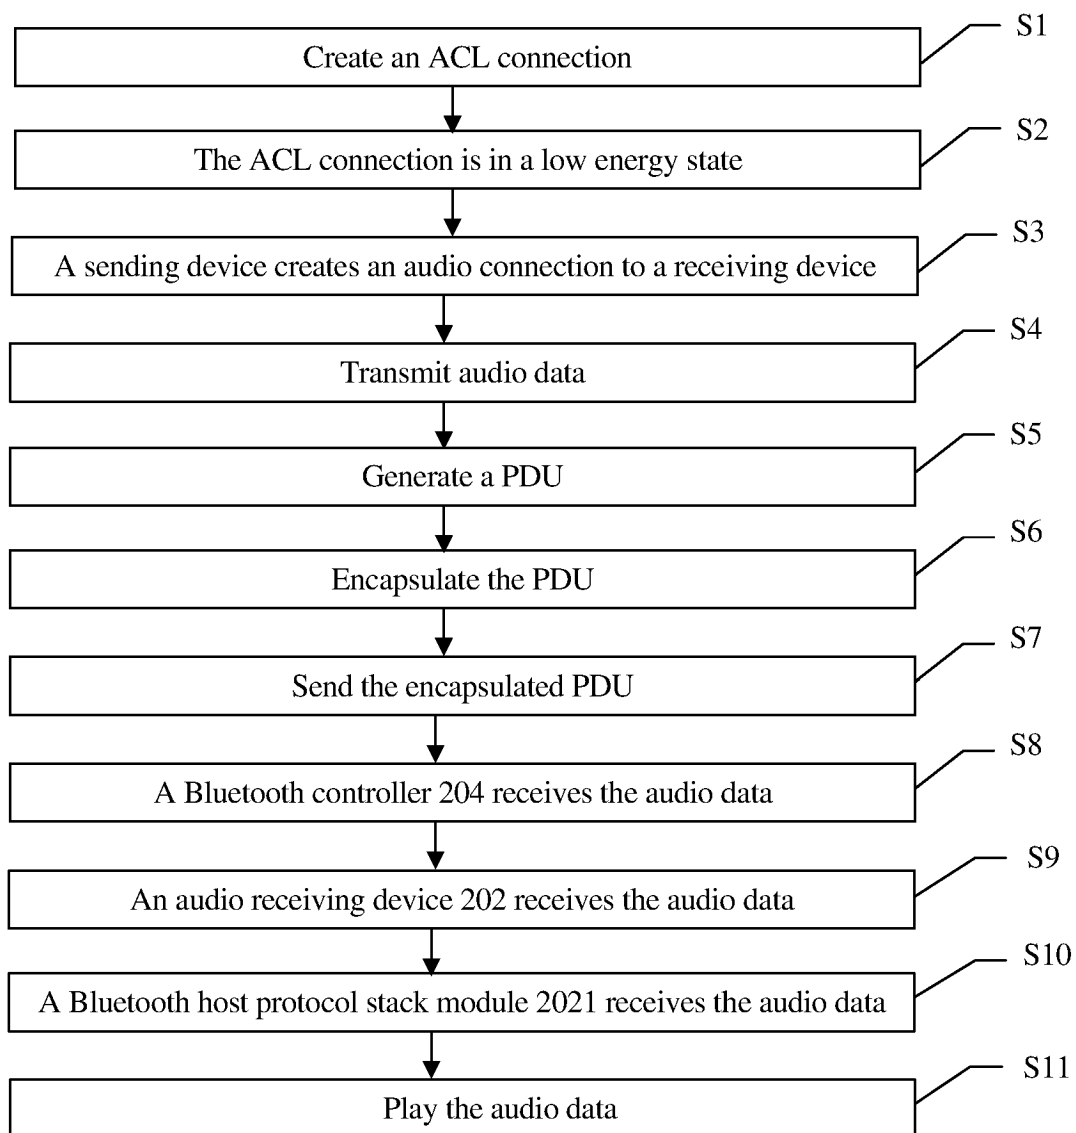 S1
Create an ACL connection
S2
The ACL connection is in a low energy state
S3
A sending device creates an audio connection to a receiving device
S4
Transmit audio data
S5
Generate a PDU
S6
Encapsulate the PDU
S7
Send the encapsulated PDU
S8
A Bluetooth controller 204 receives the audio data
S9
An audio receiving device 202 receives the audio data
S10
A Bluetooth host protocol stack module 2021 receives the audio data
S11
Play the audio data